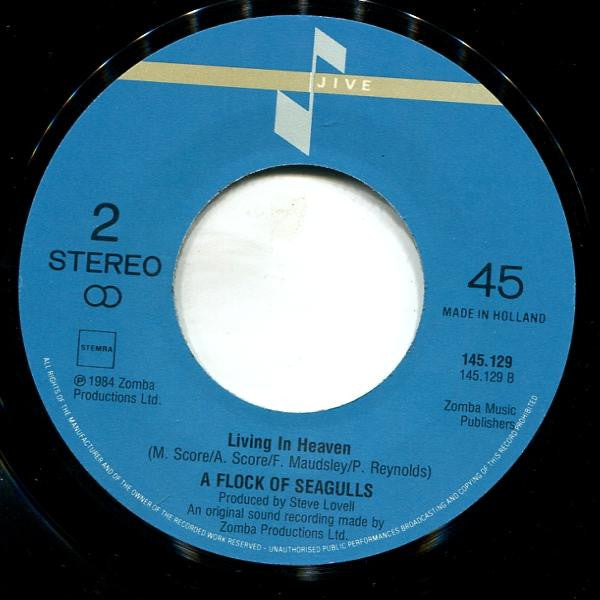 JIVE
2
STEREO
STEMRA
℗ 1984 Zomba
Productions Ltd.
45
MADE IN HOLLAND
145.129
145.129 B
Zomba Music
Publishers
Living In Heaven
(M. Score/A. Score/F. Maudsley/P. Reynolds)
A FLOCK OF SEAGULLS
Produced by Steve Lovell
An original sound recording made by
Zomba Productions Ltd.
ALL RIGHTS OF THE MANUFACTURER AND OF THE OWNER OF THE RECORDED WORK RESERVED – UNAUTHORISED PUBLIC PERFORMANCES BROADCASTING AND COPYING OF THIS RECORD PROHIBITED